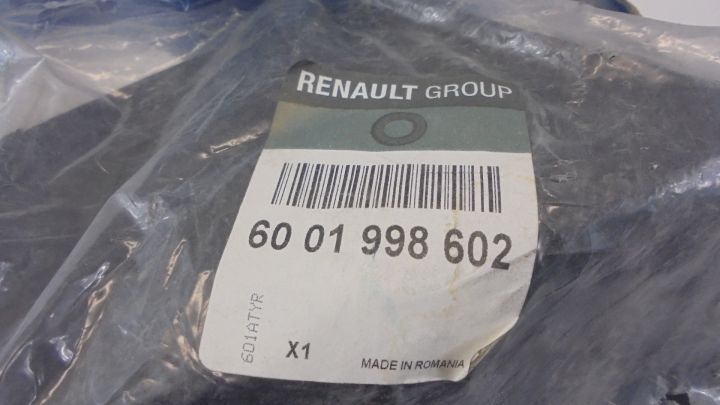 RENAULT GROUP
60 01 998 602
601ATYR
X1
MADE IN ROMANIA